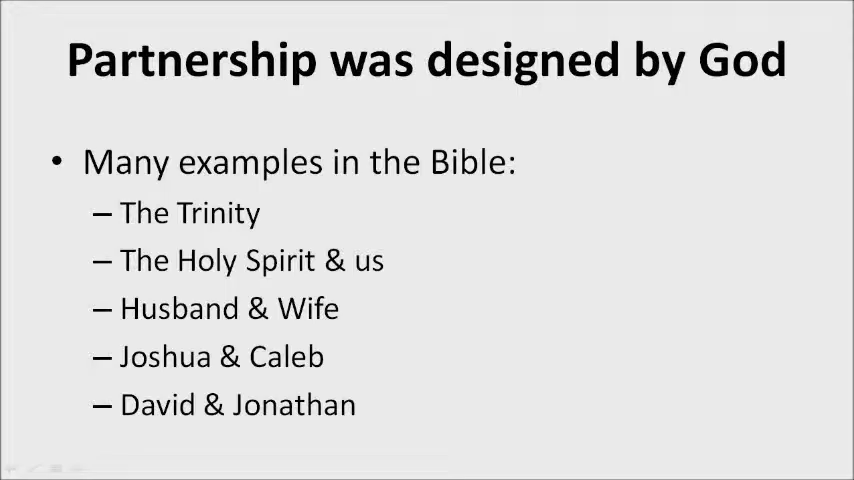 Partnership was designed by God
• Many examples in the Bible:
– The Trinity
– The Holy Spirit & us
– Husband & Wife
– Joshua & Caleb
– David & Jonathan